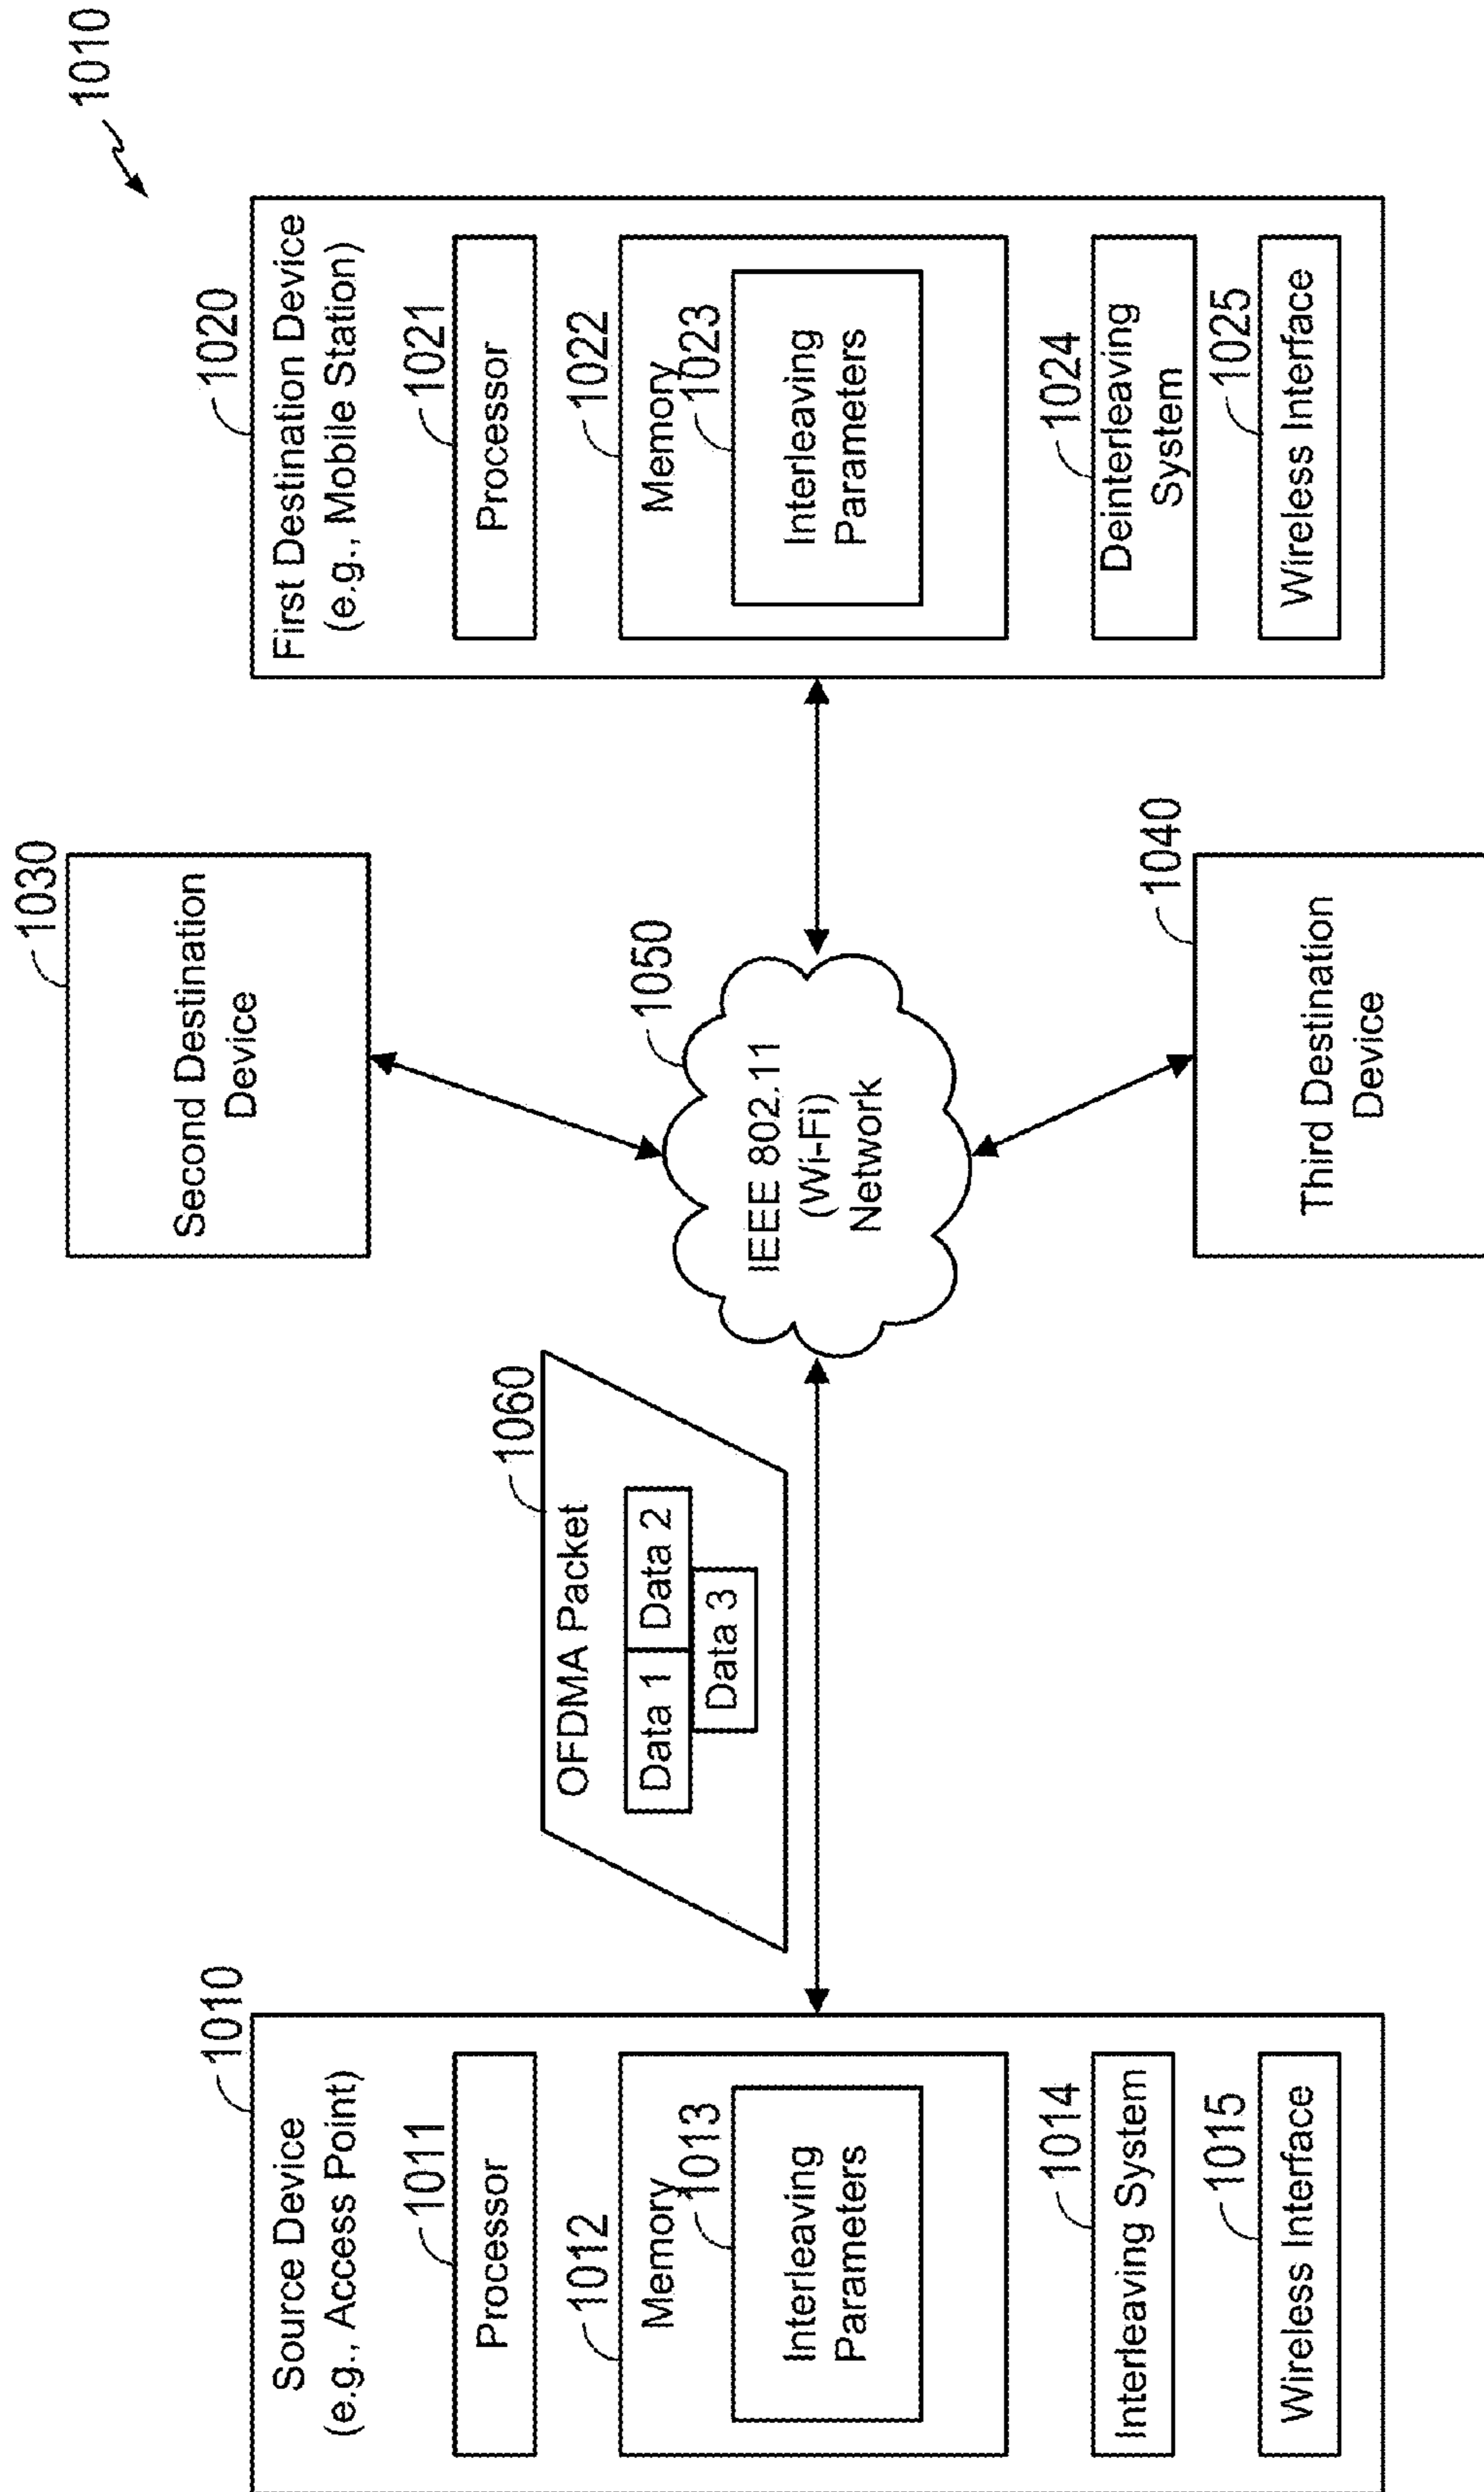 1010
1010
Source Device
(e.g., Access Point)
1011
Processor
1012
Memory
1013
Interleaving
Parameters
1014
Interleaving System
1015
Wireless Interface
1060
OFDMA Packet
Data 1
Data 2
Data 3
1030
Second Destination
Device
1050
IEEE 802.11
(Wi-Fi)
Network
1040
Third Destination
Device
1020
First Destination Device
(e.g., Mobile Station)
1021
Processor
1022
Memory
1023
Interleaving
Parameters
1024
Deinterleaving
System
1025
Wireless Interface